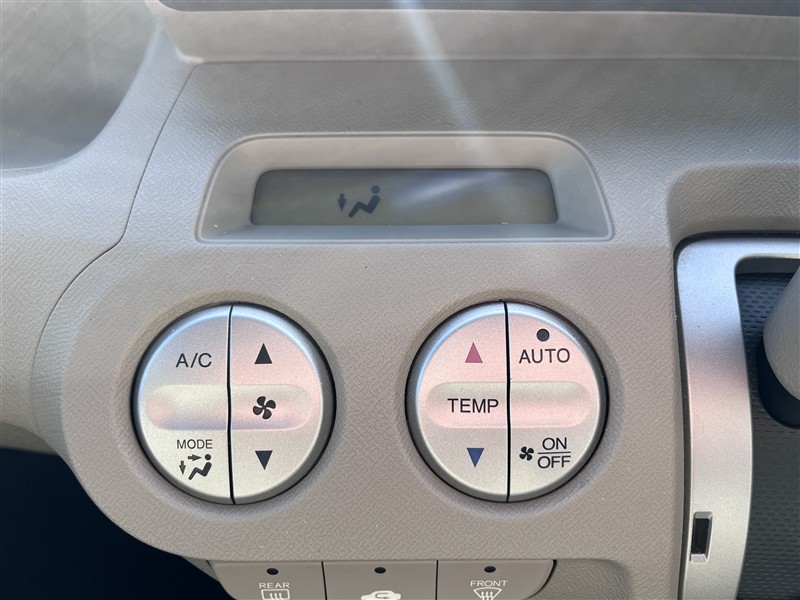 A/C
MODE
TEMP
AUTO
ON
OFF
REAR
FRONT